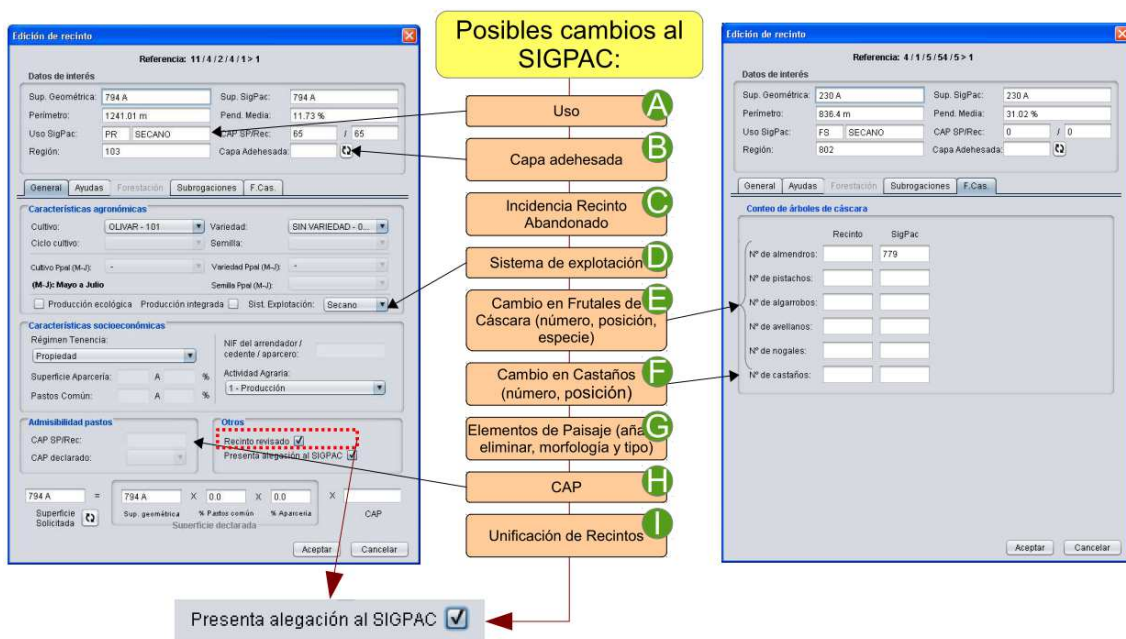 Edición de recinto
Referencia: 11 / 4 / 2 / 4 / 1 > 1
Datos de interés
Sup. Geométrica: 794 A Sup. SigPac: 794 A
Perímetro: 1241.01 m Pend. Media: 11.73 %
Uso SigPac: PR SECANO CAP SP/Rec: 65 / 65
Región: 103 Capa Adehesada:
General Ayudas Forestación Subrogaciones F.Cas.
Características agronómicas
Cultivo: OLIVAR - 101 Variedad: SIN VARIEDAD - 0...
Ciclo cultivo: Semilla:
Cultivo Ppal (M-J): - Variedad Ppal (M-J): -
(M-J): Mayo a Julio Semilla Ppal (M-J):
Producción ecológica Producción integrada Sist. Explotación: Secano
Características socioeconómicas
Régimen Tenencia:
Propiedad
NIF del arrendador /
cedente / aparcero:
Superficie Aparcería: A %
Pastos Común: A %
Actividad Agraria:
1 - Producción
Admisibilidad pastos
CAP SP/Rec:
CAP declarado:
Otros
Recinto revisado
Presenta alegación al SIGPAC
794 A = 794 A X 0.0 X 0.0 X
Superficie
Solicitada
Sup. geométrica % Pastos común % Aparcería CAP
Superficie declarada
Aceptar Cancelar
Posibles cambios al
SIGPAC:
Uso A
Capa adehesada B
Incidencia Recinto
Abandonado C
Sistema de explotación D
Cambio en Frutales de
Cáscara (número, posición,
especie) E
Cambio en Castaños
(número, posición) F
Elementos de Paisaje (aña
eliminar, morfología y tipo) G
CAP H
Unificación de Recintos I
Presenta alegación al SIGPAC
Edición de recinto
Referencia: 4 / 1 / 5 / 54 / 5 > 1
Datos de interés
Sup. Geométrica: 230 A Sup. SigPac: 230 A
Perímetro: 836.4 m Pend. Media: 31.02 %
Uso SigPac: FS SECANO CAP SP/Rec: 0 / 0
Región: 802 Capa Adehesada:
General Ayudas Forestación Subrogaciones F.Cas.
Conteo de árboles de cáscara
Recinto SigPac
Nº de almendros: 779
Nº de pistachos:
Nº de algarrobos:
Nº de avellanos:
Nº de nogales:
Nº de castaños:
Aceptar Cancelar